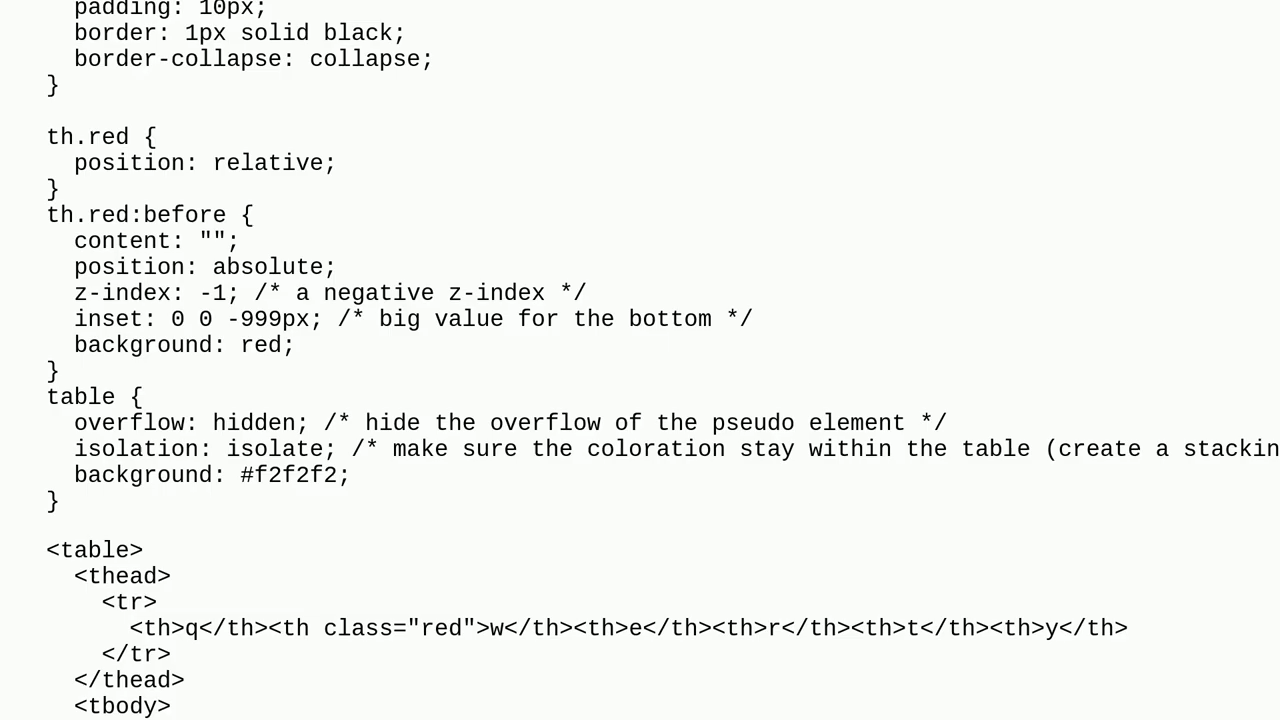 padding: 10px;
border: 1px solid black;
border-collapse: collapse;
}
th.red {
position: relative;
}
th.red:before {
content: "";
position: absolute;
z-index: -1; /* a negative z-index */
inset: 0 0 -999px; /* big value for the bottom */
background: red;
}
table {
overflow: hidden; /* hide the overflow of the pseudo element */
isolation: isolate; /* make sure the coloration stay within the table (create a stackin
background: #f2f2f2;
}
<table>
<thead>
<tr>
<th>q</th><th class="red">w</th><th>e</th><th>r</th><th>t</th><th>y</th>
</tr>
</thead>
<tbody>